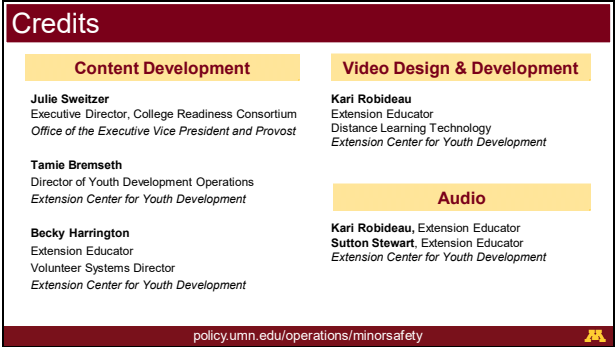 Credits
Content Development
Julie Sweitzer
Executive Director, College Readiness Consortium
Office of the Executive Vice President and Provost
Tamie Bremseth
Director of Youth Development Operations
Extension Center for Youth Development
Becky Harrington
Extension Educator
Volunteer Systems Director
Extension Center for Youth Development
Video Design & Development
Kari Robideau
Extension Educator
Distance Learning Technology
Extension Center for Youth Development
Audio
Kari Robideau, Extension Educator
Sutton Stewart, Extension Educator
Extension Center for Youth Development
policy.umn.edu/operations/minorsafety
M